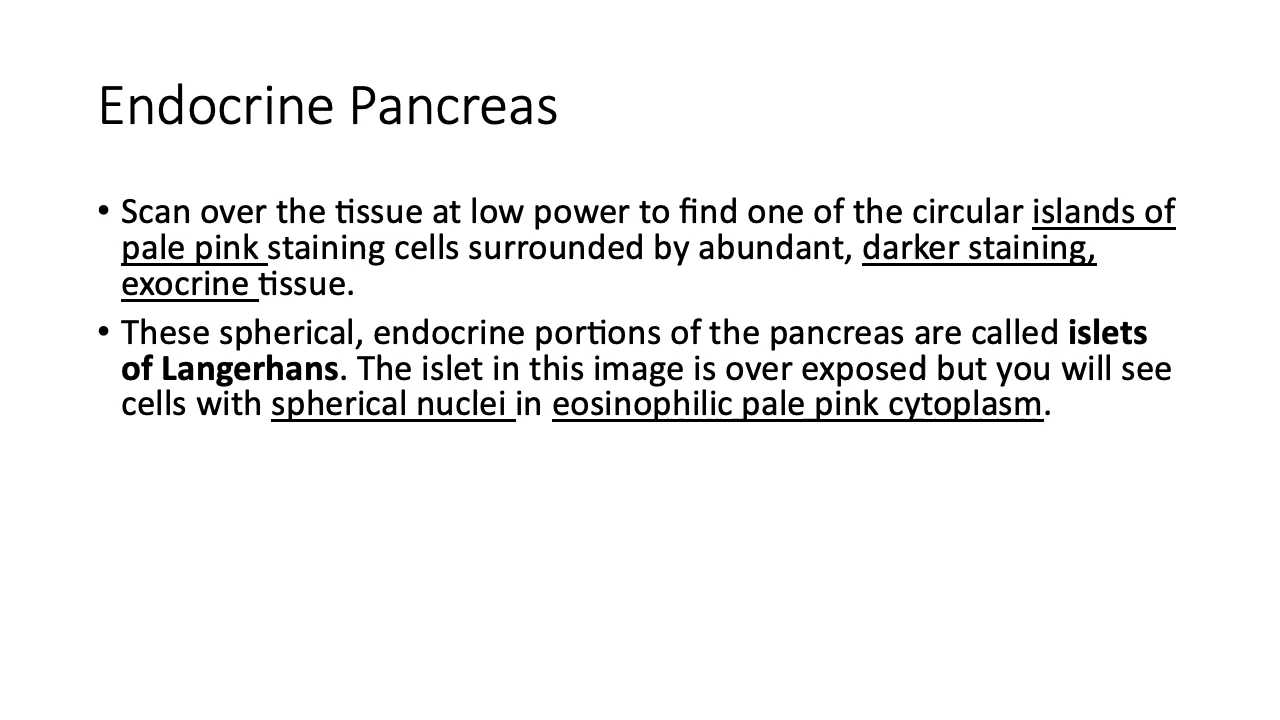 Endocrine Pancreas
• Scan over the tissue at low power to find one of the circular islands of
pale pink staining cells surrounded by abundant, darker staining,
exocrine tissue.
• These spherical, endocrine portions of the pancreas are called islets
of Langerhans. The islet in this image is over exposed but you will see
cells with spherical nuclei in eosinophilic pale pink cytoplasm.